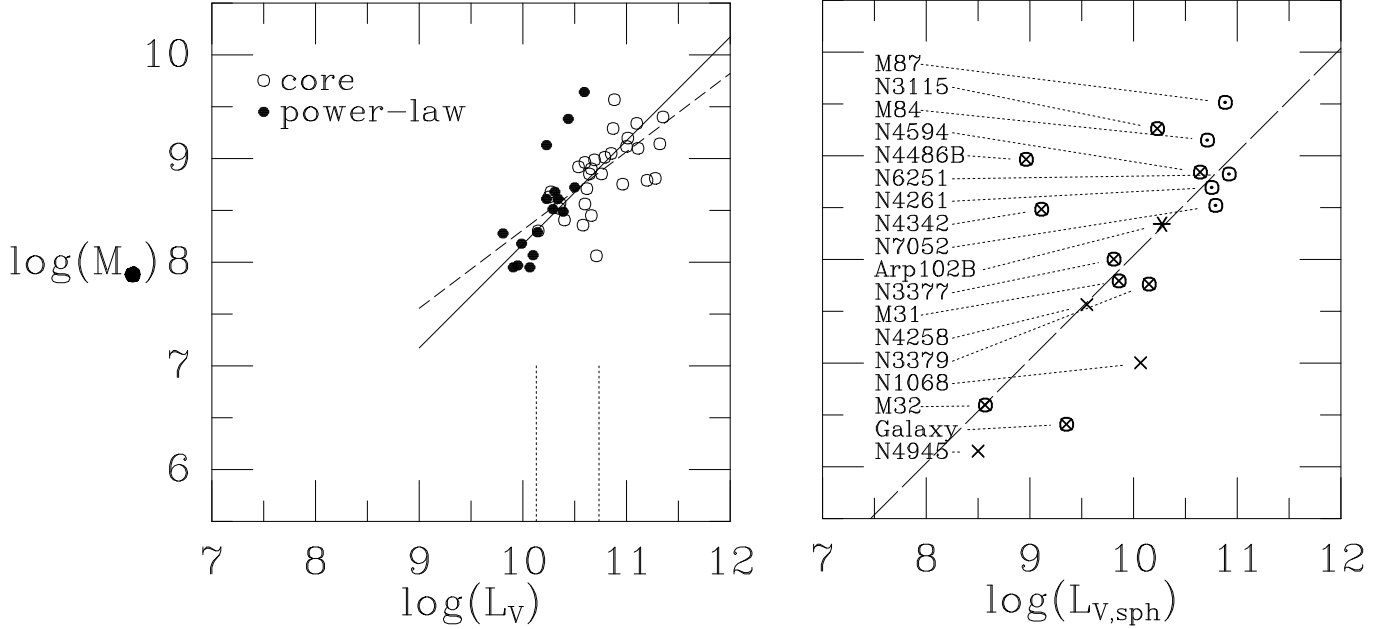 10
9
8
7
6
log(M●)
core
power-law
7 8 9 10 11 12
log(L_V)
M87
N3115
M84
N4594
N4486B
N6251
N4261
N4342
N7052
Arp102B
N3377
M31
N4258
N3379
N1068
M32
Galaxy
N4945
7 8 9 10 11 12
log(L_V,sph)